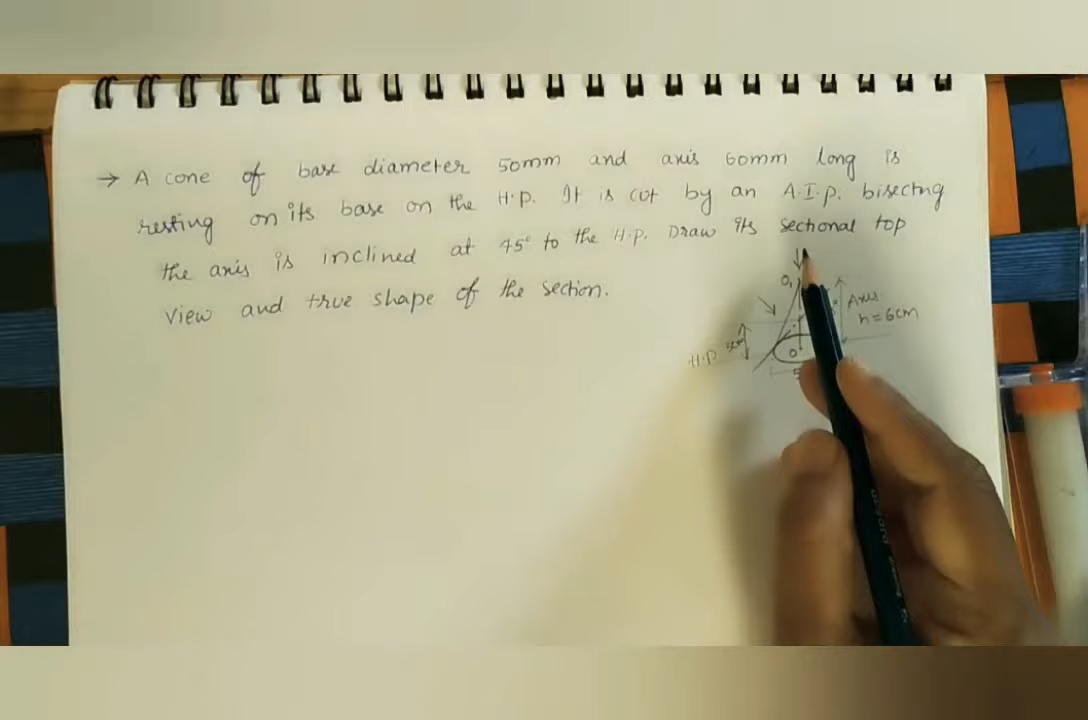 → A cone of base diameter 50mm and axis 60mm long is
resting on its base on the H.P. It is cut by an A.I.P. bisecting
the axis is inclined at 45° to the H.P. Draw its sectional top
view and true shape of the section.
O₁
Axis
h=6cm
H.P
O
5